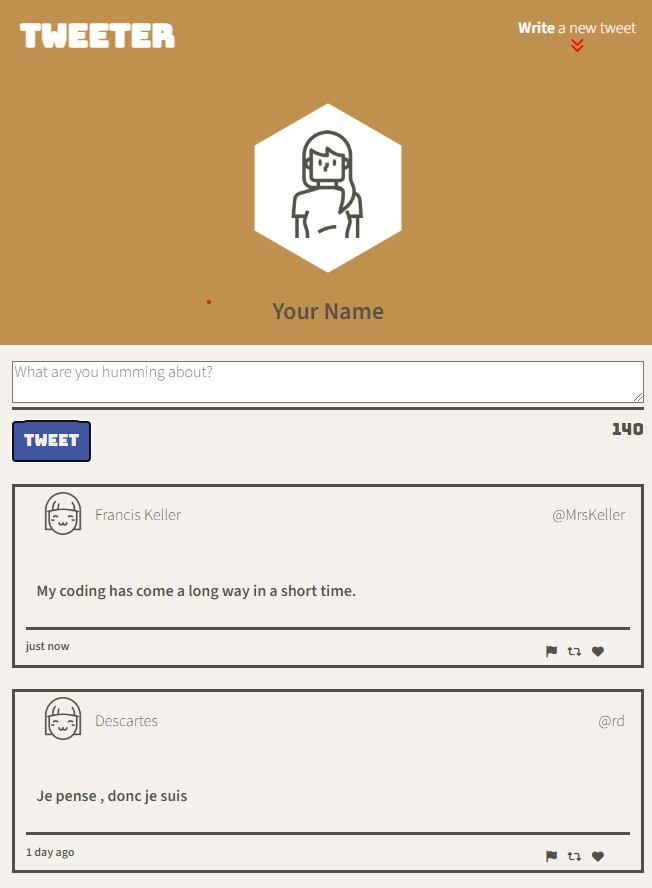 TWEETER
Write a new tweet
Your Name
What are you humming about?
TWEET
140
Francis Keller
@MrsKeller
My coding has come a long way in a short time.
just now
Descartes
@rd
Je pense , donc je suis
1 day ago